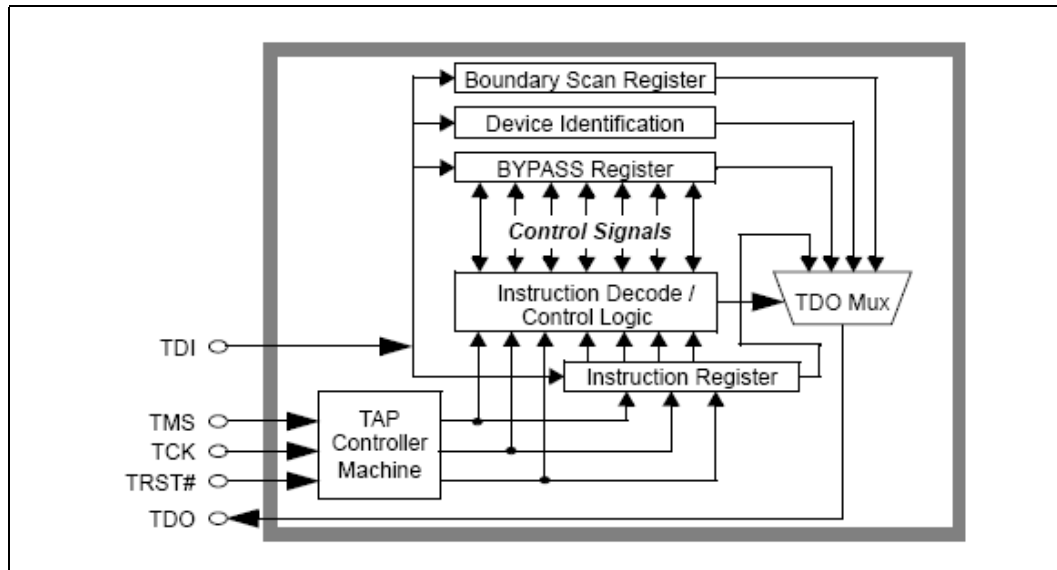 Boundary Scan Register
Device Identification
BYPASS Register
Control Signals
Instruction Decode /
Control Logic
TDO Mux
TDI
Instruction Register
TMS
TCK
TRST#
TDO
TAP
Controller
Machine